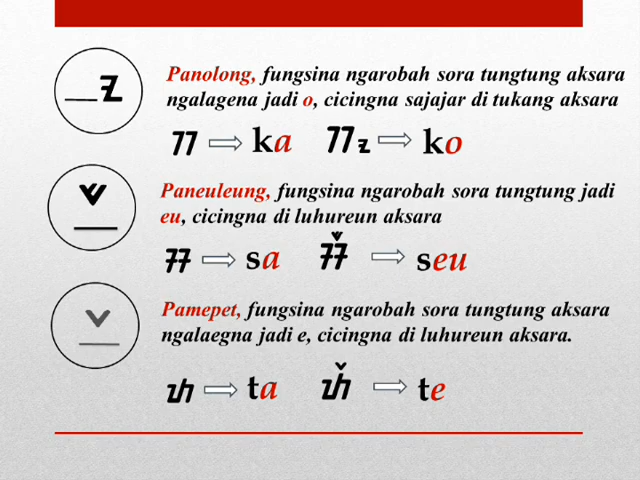 Panolong, fungsina ngarobah sora tungtung aksara
ngalagena jadi o, cicingna sajajar di tukang aksara
ᮊ ka ᮊᮧ ko
Paneuleung, fungsina ngarobah sora tungtung jadi
eu, cicingna di luhureun aksara
ᮞ sa ᮞᮩ seu
Pamepet, fungsina ngarobah sora tungtung aksara
ngalaegna jadi e, cicingna di luhureun aksara.
ᮒ ta ᮒᮨ te